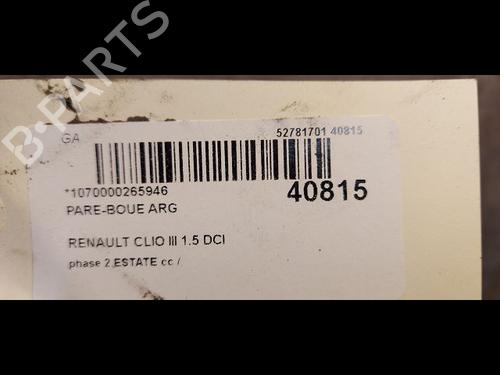 B-PARTS
GA
52781701 40815
*1070000265946
40815
PARE-BOUE ARG
RENAULT CLIO III 1.5 DCI
phase 2 ESTATE cc /